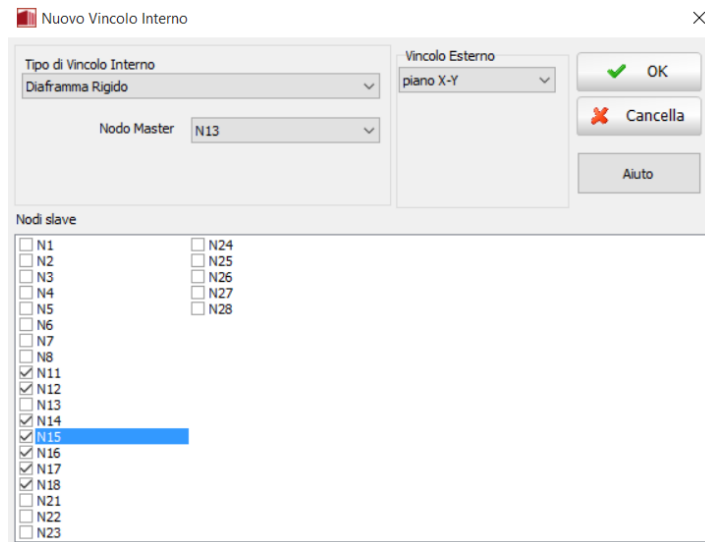 Nuovo Vincolo Interno
Tipo di Vincolo Interno
Diaframma Rigido
Nodo Master N13
Vincolo Esterno
piano X-Y
OK
Cancella
Aiuto
Nodi slave
N1
N2
N3
N4
N5
N6
N7
N8
N11
N12
N13
N14
N15
N16
N17
N18
N21
N22
N23
N24
N25
N26
N27
N28